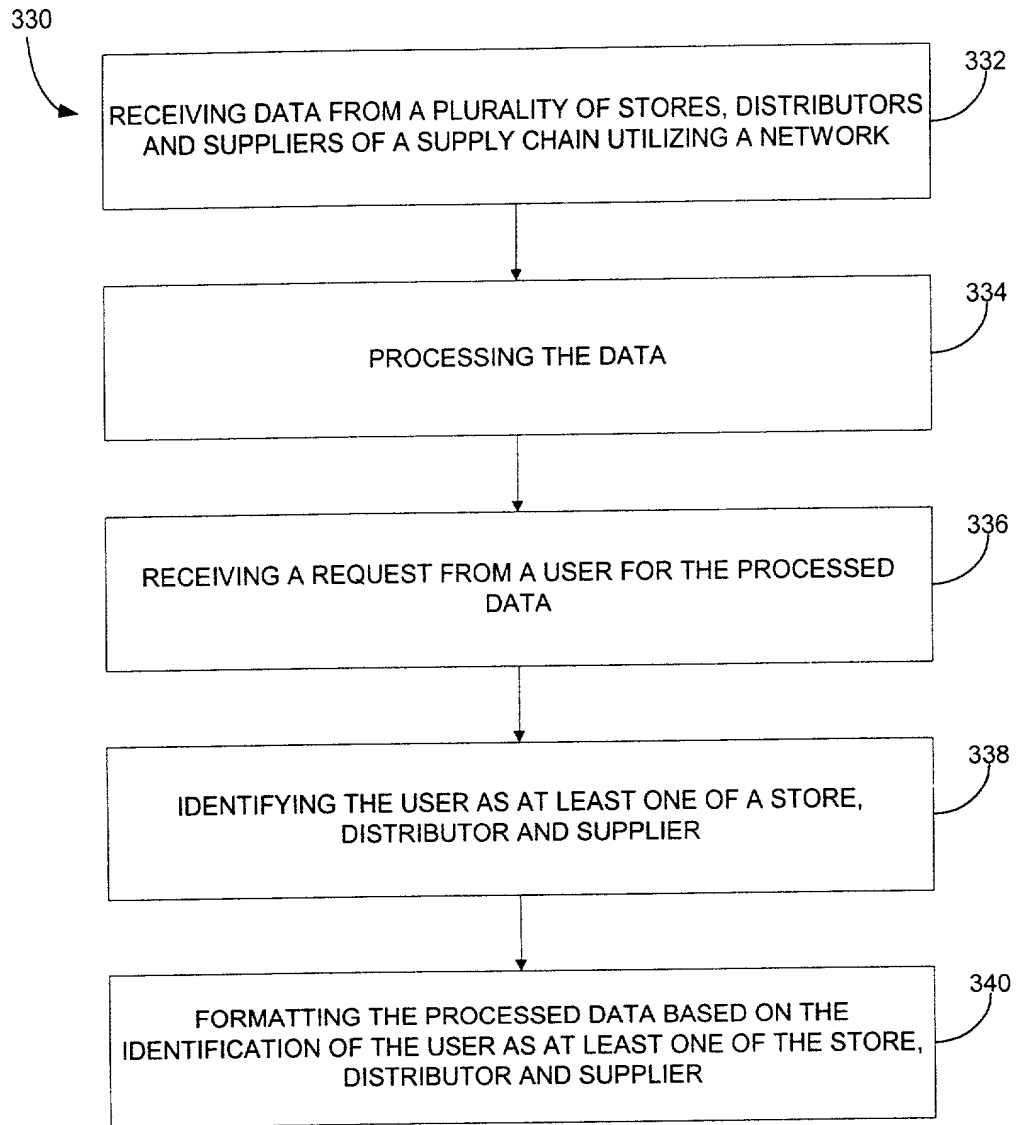 330
332
RECEIVING DATA FROM A PLURALITY OF STORES, DISTRIBUTORS
AND SUPPLIERS OF A SUPPLY CHAIN UTILIZING A NETWORK
334
PROCESSING THE DATA
336
RECEIVING A REQUEST FROM A USER FOR THE PROCESSED
DATA
338
IDENTIFYING THE USER AS AT LEAST ONE OF A STORE,
DISTRIBUTOR AND SUPPLIER
340
FORMATTING THE PROCESSED DATA BASED ON THE
IDENTIFICATION OF THE USER AS AT LEAST ONE OF THE STORE,
DISTRIBUTOR AND SUPPLIER